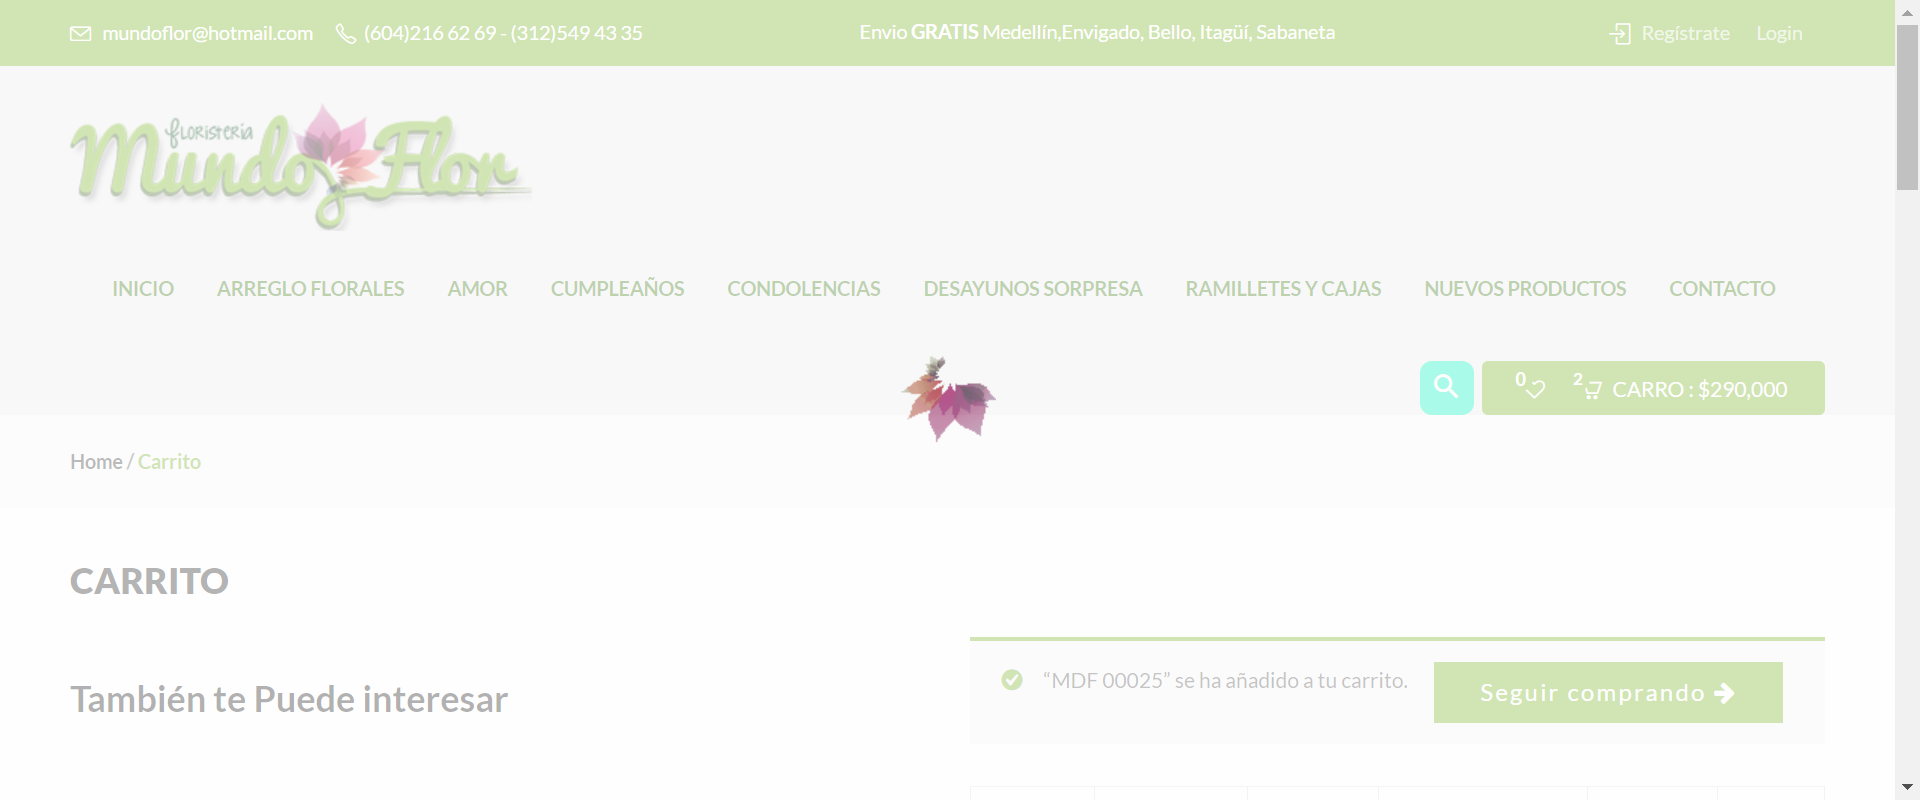 mundoflor@hotmail.com (604)216 62 69 - (312)549 43 35 Envio GRATIS Medellín,Envigado, Bello, Itagüí, Sabaneta Regístrate Login
floristeria
Mundo Flor
INICIO ARREGLO FLORALES AMOR CUMPLEAÑOS CONDOLENCIAS DESAYUNOS SORPRESA RAMILLETES Y CAJAS NUEVOS PRODUCTOS CONTACTO
0 2 CARRO : $290,000
Home / Carrito
CARRITO
También te Puede interesar
“MDF 00025” se ha añadido a tu carrito. Seguir comprando